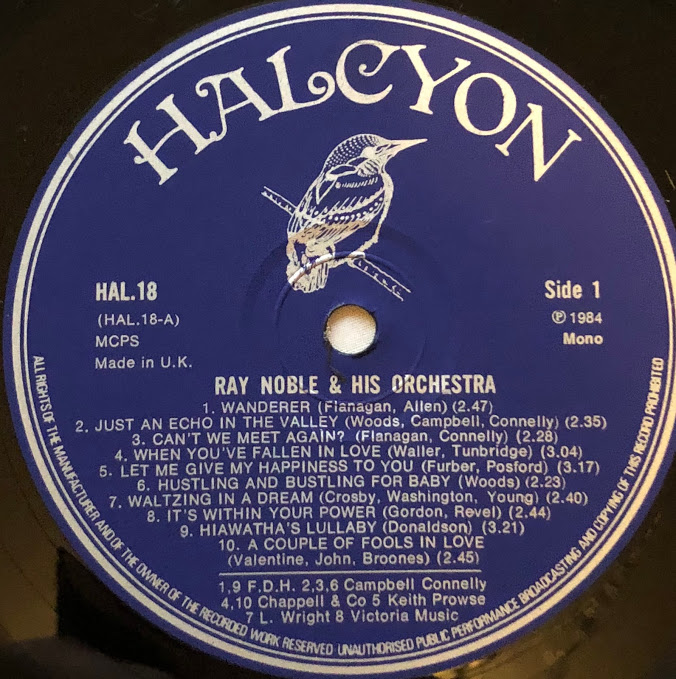 HALCYON
HAL.18
(HAL.18-A)
MCPS
Made in U.K.
Side 1
℗ 1984
Mono
RAY NOBLE & HIS ORCHESTRA
1. WANDERER (Flanagan, Allen) (2.47)
2. JUST AN ECHO IN THE VALLEY (Woods, Campbell, Connelly) (2.35)
3. CAN'T WE MEET AGAIN? (Flanagan, Connelly) (2.28)
4. WHEN YOU'VE FALLEN IN LOVE (Waller, Tunbridge) (3.04)
5. LET ME GIVE MY HAPPINESS TO YOU (Furber, Posford) (3.17)
6. HUSTLING AND BUSTLING FOR BABY (Woods) (2.23)
7. WALTZING IN A DREAM (Crosby, Washington, Young) (2.40)
8. IT'S WITHIN YOUR POWER (Gordon, Revel) (2.44)
9. HIAWATHA'S LULLABY (Donaldson) (3.21)
10. A COUPLE OF FOOLS IN LOVE
(Valentine, John, Broones) (2.45)
1,9 F.D.H. 2,3,6 Campbell Connelly
4,10 Chappell & Co 5 Keith Prowse
7 L. Wright 8 Victoria Music
ALL RIGHTS OF THE MANUFACTURER AND OF THE OWNER OF THE RECORDED WORK RESERVED UNAUTHORISED PUBLIC PERFORMANCE BROADCASTING AND COPYING OF THIS RECORD PROHIBITED